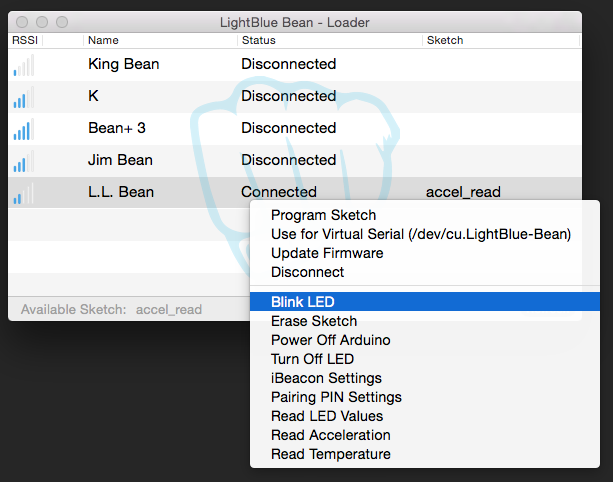 LightBlue Bean - Loader
RSSI Name Status Sketch
King Bean Disconnected
K Disconnected
Bean+ 3 Disconnected
Jim Bean Disconnected
L.L. Bean Connected accel_read
Program Sketch
Use for Virtual Serial (/dev/cu.LightBlue-Bean)
Update Firmware
Disconnect
Blink LED
Available Sketch: accel_read
Erase Sketch
Power Off Arduino
Turn Off LED
iBeacon Settings
Pairing PIN Settings
Read LED Values
Read Acceleration
Read Temperature